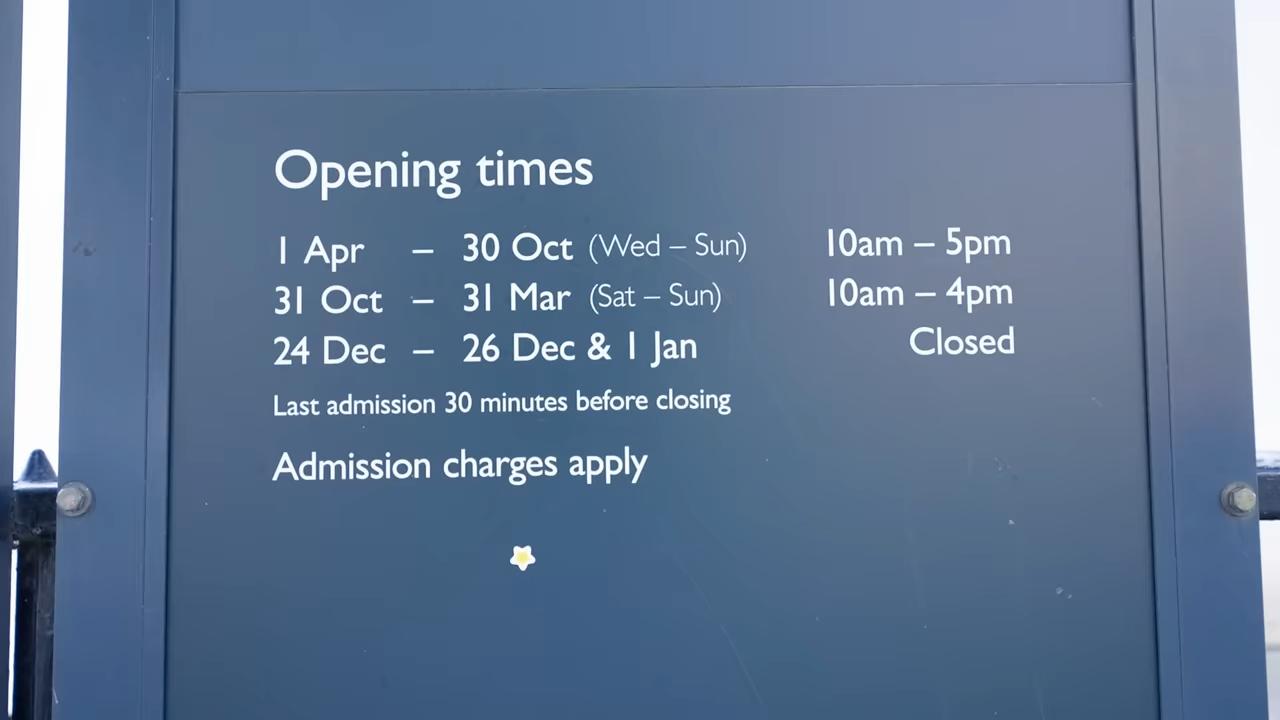 Opening times
1 Apr – 30 Oct (Wed – Sun) 10am – 5pm
31 Oct – 31 Mar (Sat – Sun) 10am – 4pm
24 Dec – 26 Dec & 1 Jan Closed
Last admission 30 minutes before closing
Admission charges apply